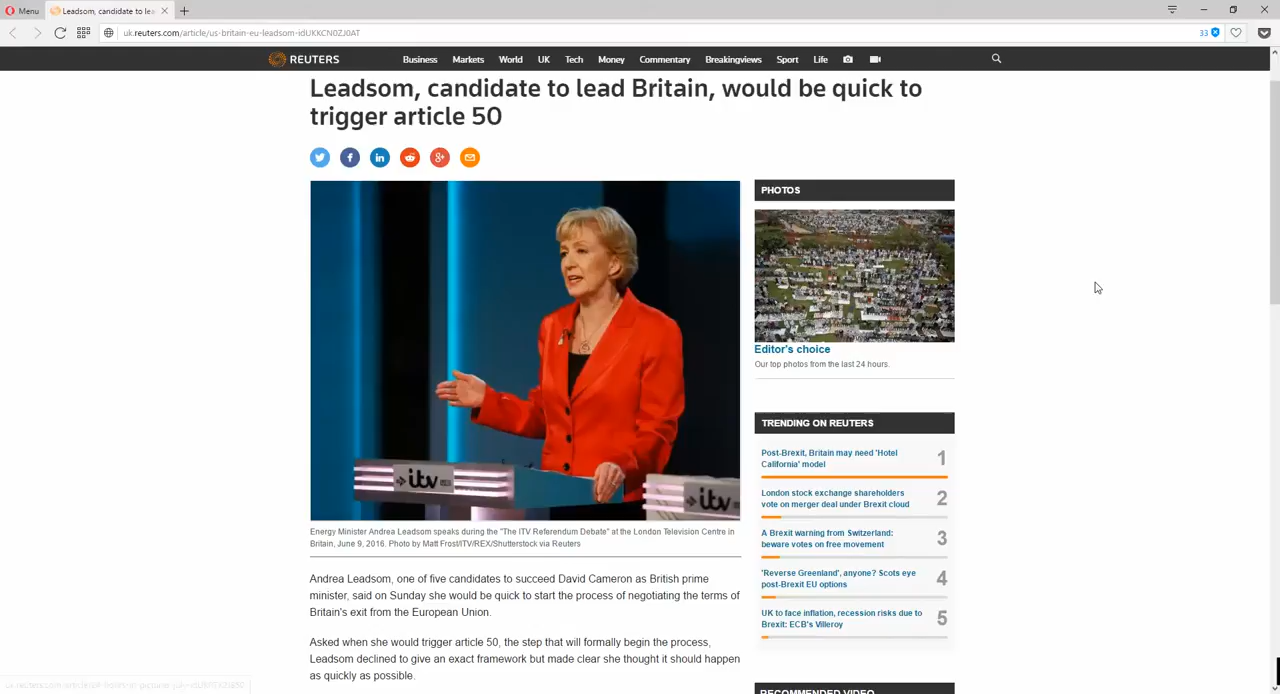 Menu
Leadsom, candidate to lea
uk.reuters.com/article/us-britain-eu-leadsom-idUKKCN0ZJ0AT
33
REUTERS
Business Markets World UK Tech Money Commentary Breakingviews Sport Life
Leadsom, candidate to lead Britain, would be quick to
trigger article 50
PHOTOS
itv
itv
Editor's choice
Our top photos from the last 24 hours.
TRENDING ON REUTERS
Post-Brexit, Britain may need 'Hotel
California' model
1
London stock exchange shareholders
vote on merger deal under Brexit cloud
2
A Brexit warning from Switzerland:
beware votes on free movement
3
'Reverse Greenland', anyone? Scots eye
post-Brexit EU options
4
UK to face inflation, recession risks due to
Brexit: ECB's Villeroy
5
Energy Minister Andrea Leadsom speaks during the "The ITV Referendum Debate" at the London Television Centre in
Britain, June 9, 2016. Photo by Matt Frost/ITV/REX/Shutterstock via Reuters
Andrea Leadsom, one of five candidates to succeed David Cameron as British prime
minister, said on Sunday she would be quick to start the process of negotiating the terms of
Britain's exit from the European Union.
Asked when she would trigger article 50, the step that will formally begin the process,
Leadsom declined to give an exact framework but made clear she thought it should happen
as quickly as possible.
RECOMMENDED VIDEO